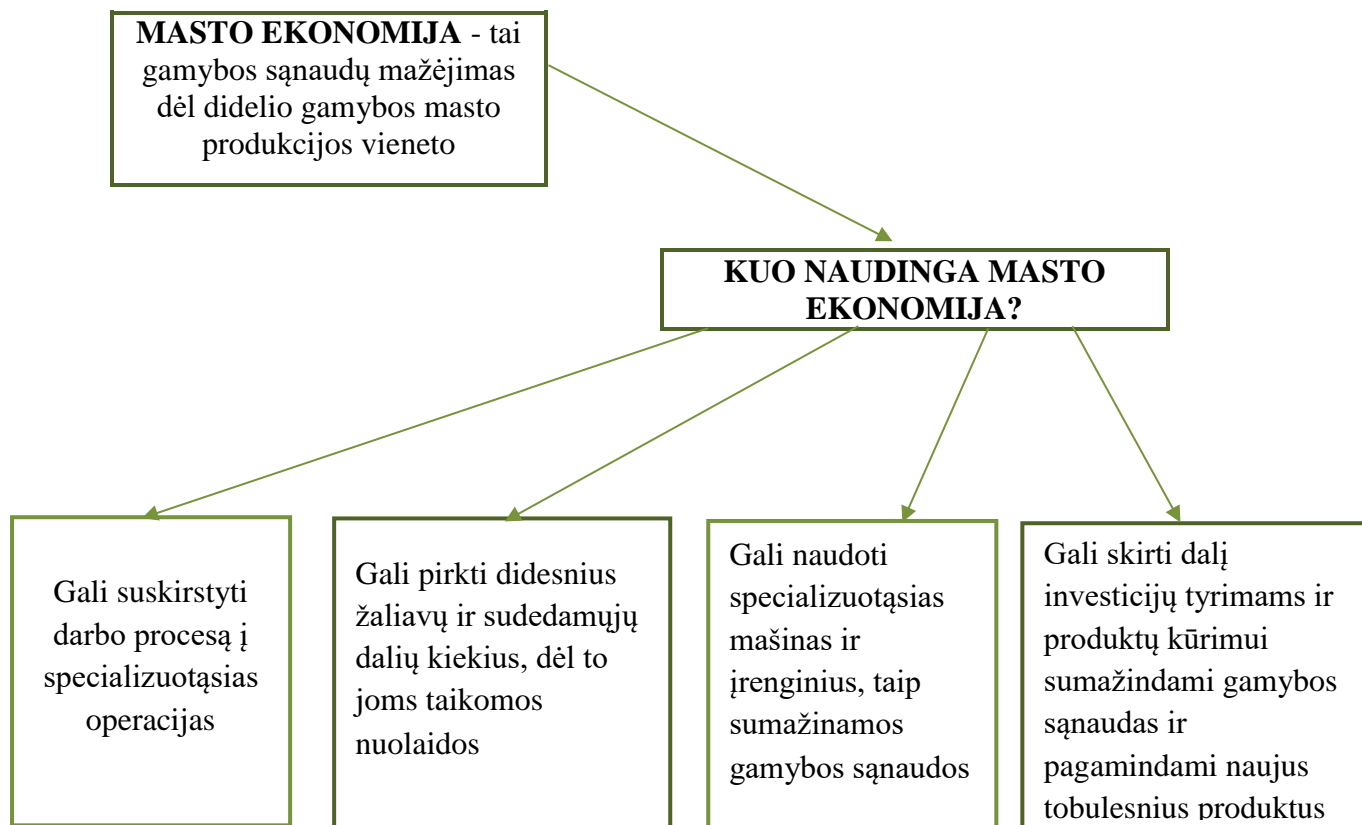 MASTO EKONOMIJA - tai
gamybos sąnaudų mažėjimas
dėl didelio gamybos masto
produkcijos vieneto
KUO NAUDINGA MASTO
EKONOMIJA?
Gali suskirstyti
darbo procesą į
specializuotąsias
operacijas
Gali pirkti didesnius
žaliavų ir sudedamųjų
dalių kiekius, dėl to
joms taikomos
nuolaidos
Gali naudoti
specializuotąsias
mašinas ir
įrenginius, taip
sumažinamos
gamybos sąnaudos
Gali skirti dalį
investicijų tyrimams ir
produktų kūrimui
sumažindami gamybos
sąnaudas ir
pagamindami naujus
tobulesnius produktus